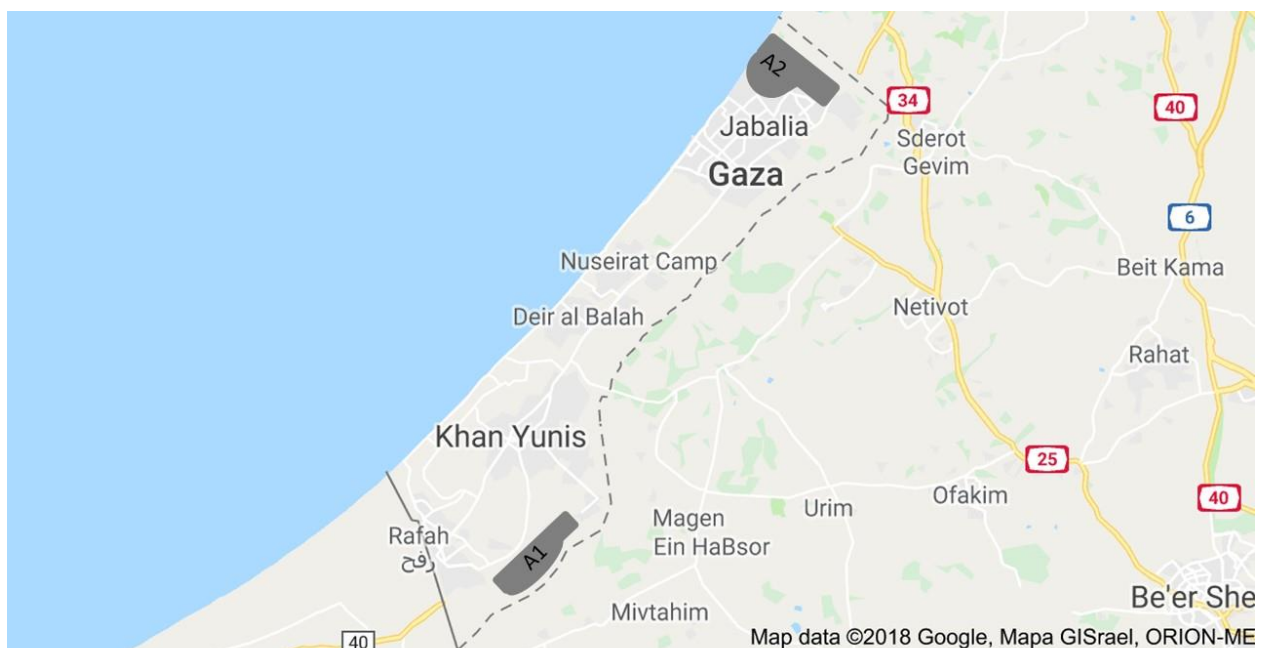 A2
34
40
Jabalia
Sderot
Gevim
Gaza
6
Nuseirat Camp
Beit Kama
Deir al Balah
Netivot
Rahat
Khan Yunis
25
Ofakim
40
Urim
Magen
Ein HaBsor
Rafah
رفح
A1
Mivtahim
Be'er She
40
Map data ©2018 Google, Mapa GISrael, ORION-ME